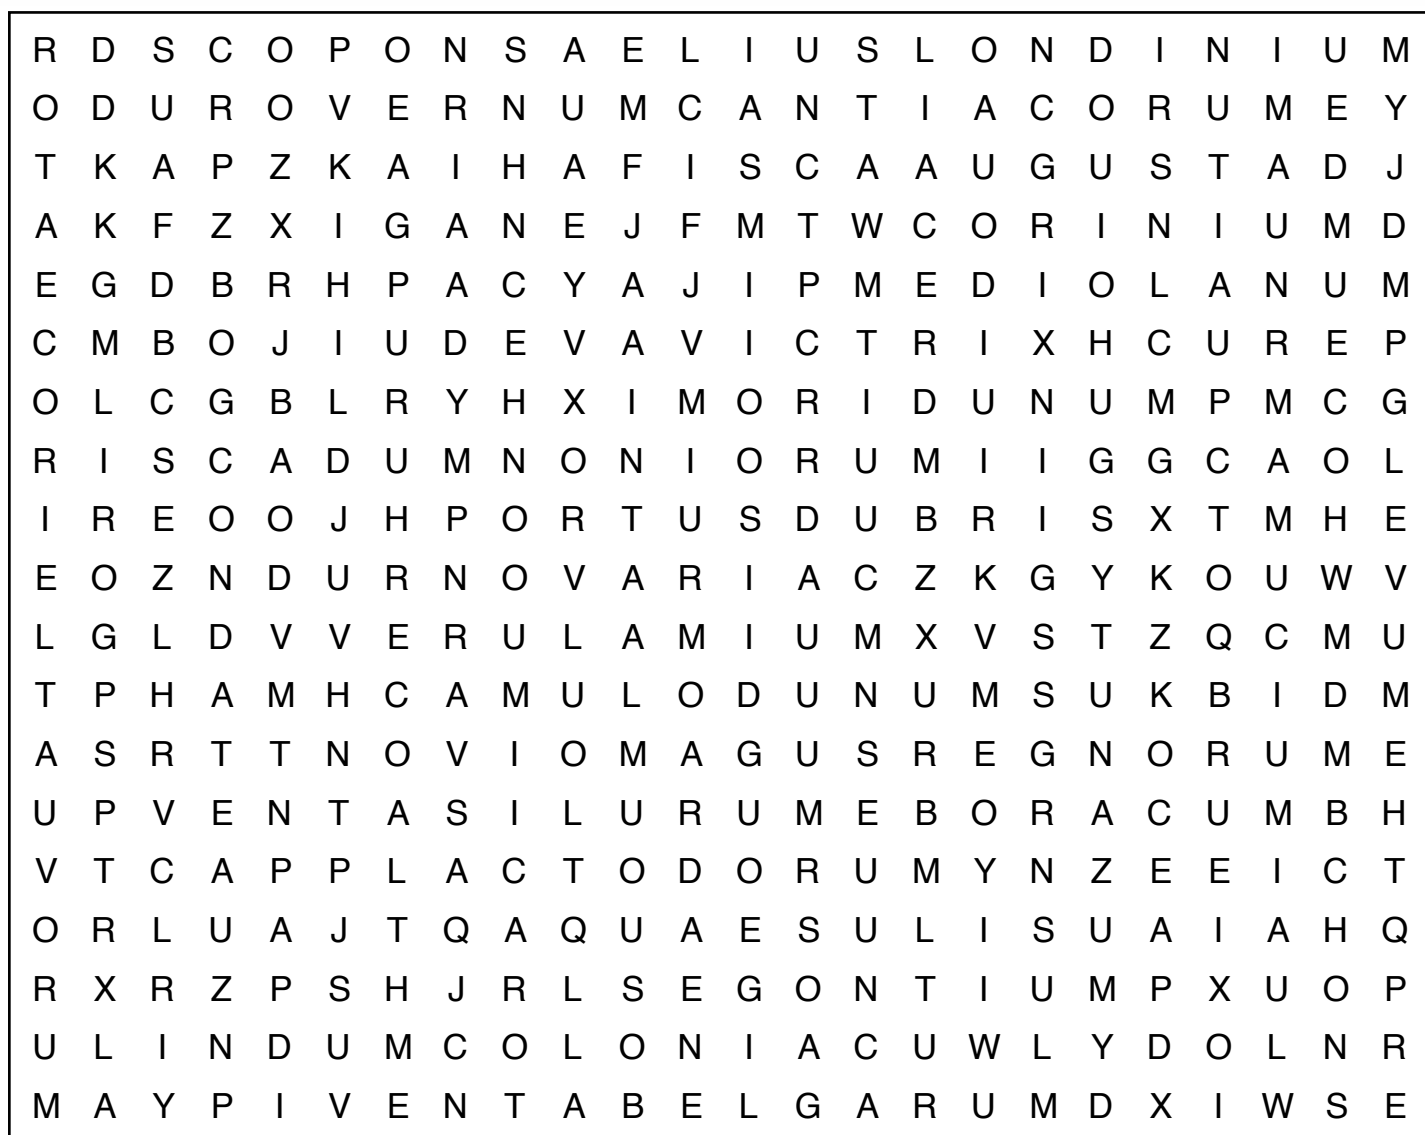 R D S C O P O N S A E L I U S L O N D I N I U M
O D U R O V E R N U M C A N T I A C O R U M E Y
T K A P Z K A I H A F I S C A A U G U S T A D J
A K F Z X I G A N E J F M T W C O R I N I U M D
E G D B R H P A C Y A J I P M E D I O L A N U M
C M B O J I U D E V A V I C T R I X H C U R E P
O L C G B L R Y H X I M O R I D U N U M P M C G
R I S C A D U M N O N I O R U M I I G G C A O L
I R E O O J H P O R T U S D U B R I S X T M H E
E O Z N D U R N O V A R I A C Z K G Y K O U W V
L G L D V V E R U L A M I U M X V S T Z Q C M U
T P H A M H C A M U L O D U N U M S U K B I D M
A S R T T N O V I O M A G U S R E G N O R U M E
U P V E N T A S I L U R U M E B O R A C U M B H
V T C A P P L A C T O D O R U M Y N Z E E I C T
O R L U A J T Q A Q U A E S U L I S U A I A H Q
R X R Z P S H J R L S E G O N T I U M P X U O P
U L I N D U M C O L O N I A C U W L Y D O L N R
M A Y P I V E N T A B E L G A R U M D X I W S E